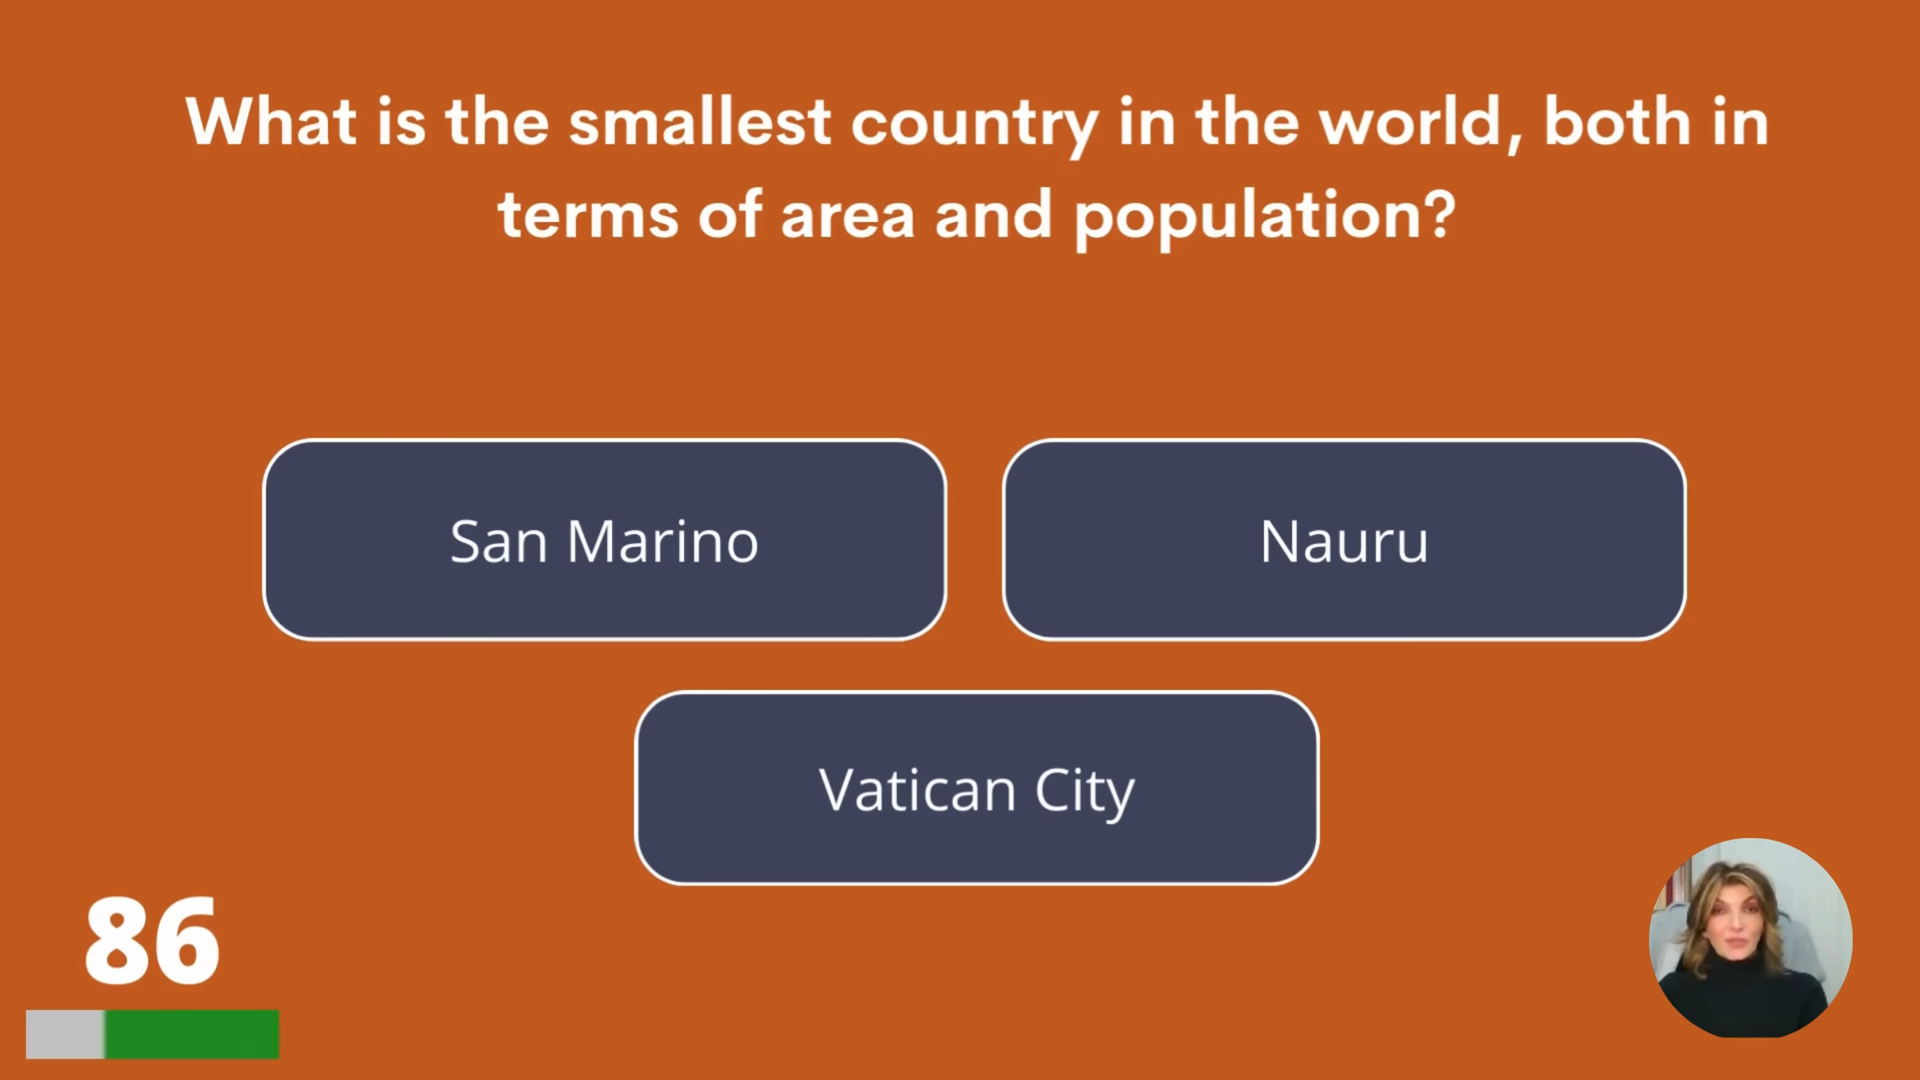 What is the smallest country in the world, both in
terms of area and population?
San Marino
Nauru
Vatican City
86